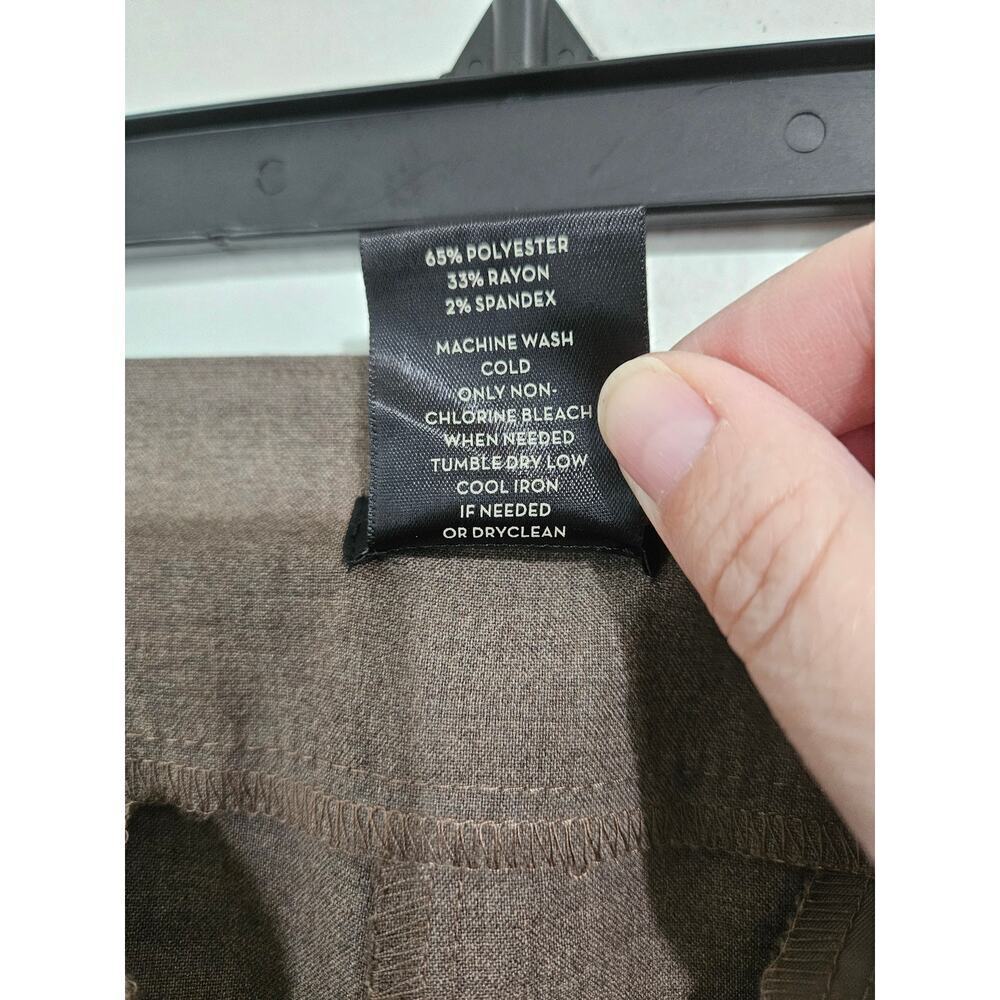 65% POLYESTER
33% RAYON
2% SPANDEX
MACHINE WASH
COLD
ONLY NON-
CHLORINE BLEACH
WHEN NEEDED
TUMBLE DRY LOW
COOL IRON
IF NEEDED
OR DRYCLEAN